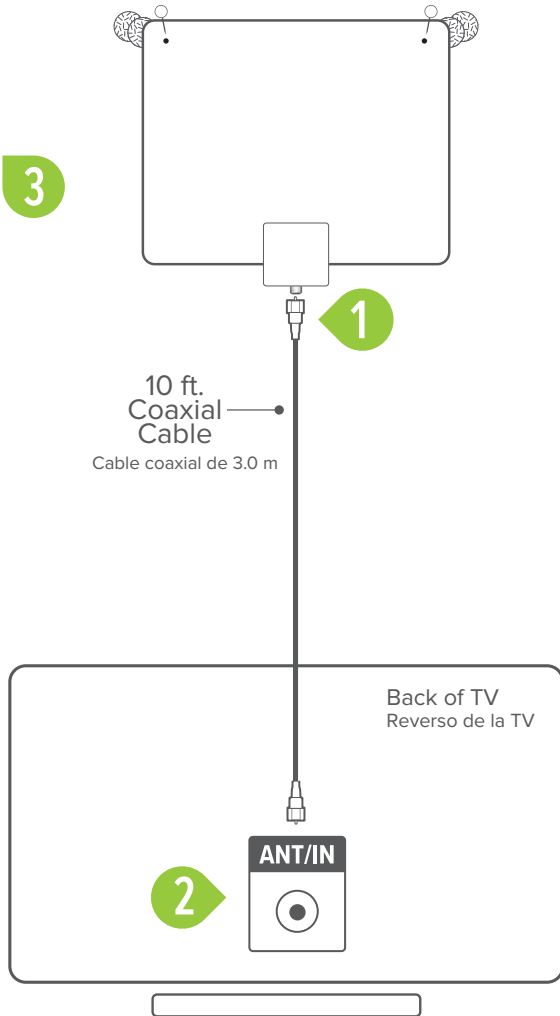 3
1
10 ft.
Coaxial
Cable
Cable coaxial de 3.0 m
Back of TV
Reverso de la TV
ANT/IN
2